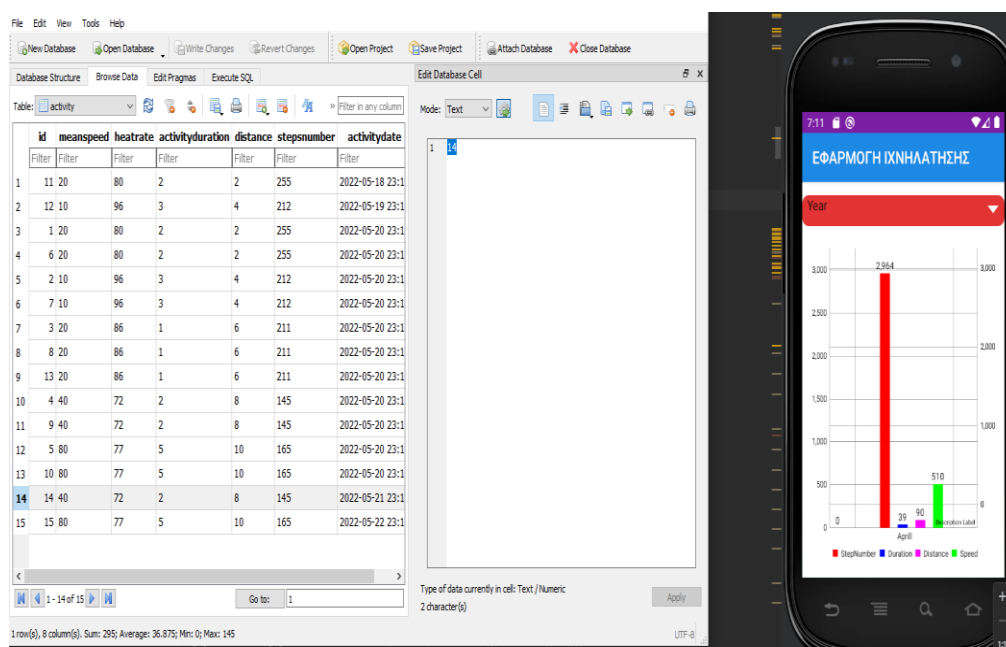 File Edit View Tools Help
New Database Open Database Write Changes Revert Changes Open Project Save Project Attach Database Close Database
Database Structure Browse Data Edit Pragmas Execute SQL
Table: activity » Filter in any column
id meanspeed heatrate activityduration distance stepsnumber activitydate
Filter Filter Filter Filter Filter Filter Filter
1 11 20 80 2 2 255 2022-05-18 23:1
2 12 10 96 3 4 212 2022-05-19 23:1
3 1 20 80 2 2 255 2022-05-20 23:1
4 6 20 80 2 2 255 2022-05-20 23:1
5 2 10 96 3 4 212 2022-05-20 23:1
6 7 10 96 3 4 212 2022-05-20 23:1
7 3 20 86 1 6 211 2022-05-20 23:1
8 8 20 86 1 6 211 2022-05-20 23:1
9 13 20 86 1 6 211 2022-05-20 23:1
10 4 40 72 2 8 145 2022-05-20 23:1
11 9 40 72 2 8 145 2022-05-20 23:1
12 5 80 77 5 10 165 2022-05-20 23:1
13 10 80 77 5 10 165 2022-05-20 23:1
14 14 40 72 2 8 145 2022-05-21 23:1
15 15 80 77 5 10 165 2022-05-22 23:1
1 - 14 of 15 Go to: 1
1 row(s), 8 column(s). Sum: 295; Average: 36.875; Min: 0; Max: 145
Edit Database Cell
Mode: Text
1 14
Type of data currently in cell: Text / Numeric
2 character(s)
Apply
UTF-8
7:11
ΕΦΑΡΜΟΓΗ ΙΧΝΗΛΑΤΗΣΗΣ
Year
2,964
3,000 3,000
2,500
2,000 2,000
1,500
1,000 1,000
510
500
0
39 90
0 0 Description Label
Aprill
StepNumber Duration Distance Speed